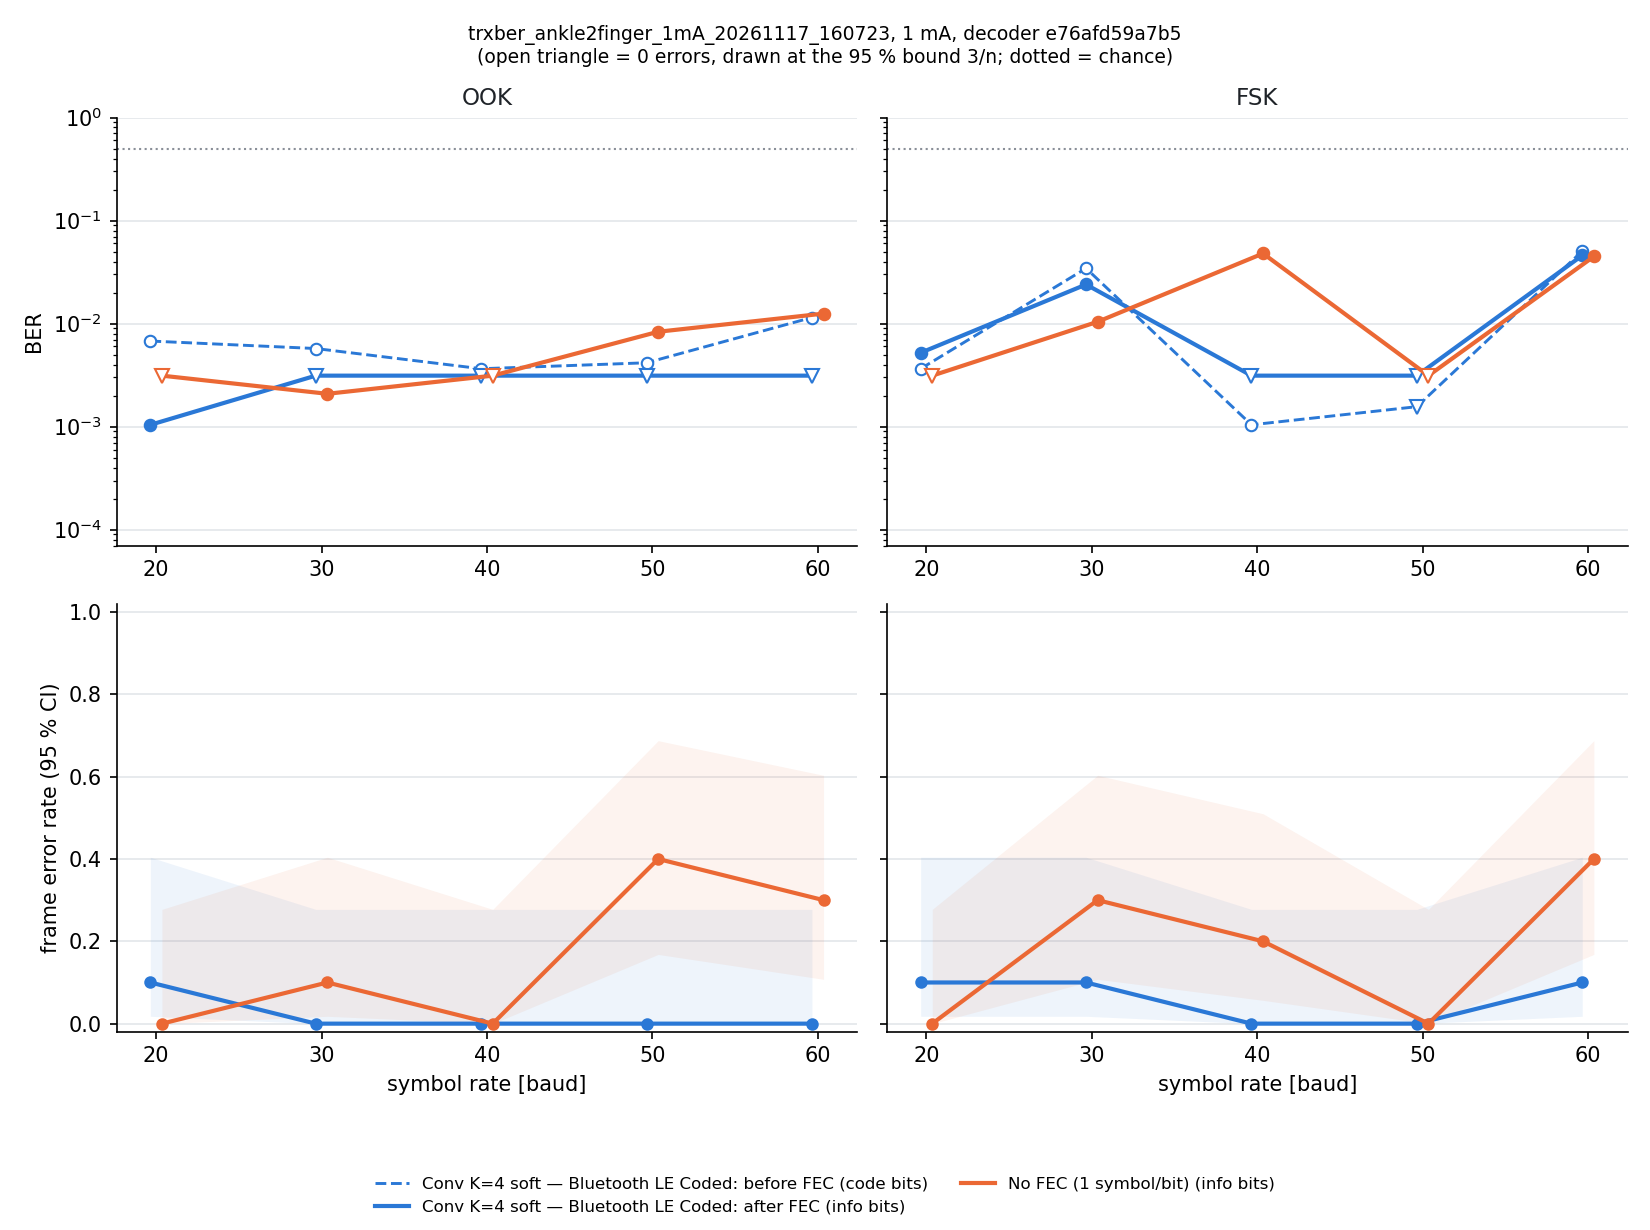 trxber_ankle2finger_1mA_20261117_160723, 1 mA, decoder e76afd59a7b5
(open triangle = 0 errors, drawn at the 95 % bound 3/n; dotted = chance)
OOK
FSK
BER
10⁰
10⁻¹
10⁻²
10⁻³
10⁻⁴
20 30 40 50 60
20 30 40 50 60
frame error rate (95 % CI)
1.0
0.8
0.6
0.4
0.2
0.0
20 30 40 50 60
20 30 40 50 60
symbol rate [baud]
symbol rate [baud]
Conv K=4 soft — Bluetooth LE Coded: before FEC (code bits)
Conv K=4 soft — Bluetooth LE Coded: after FEC (info bits)
No FEC (1 symbol/bit) (info bits)